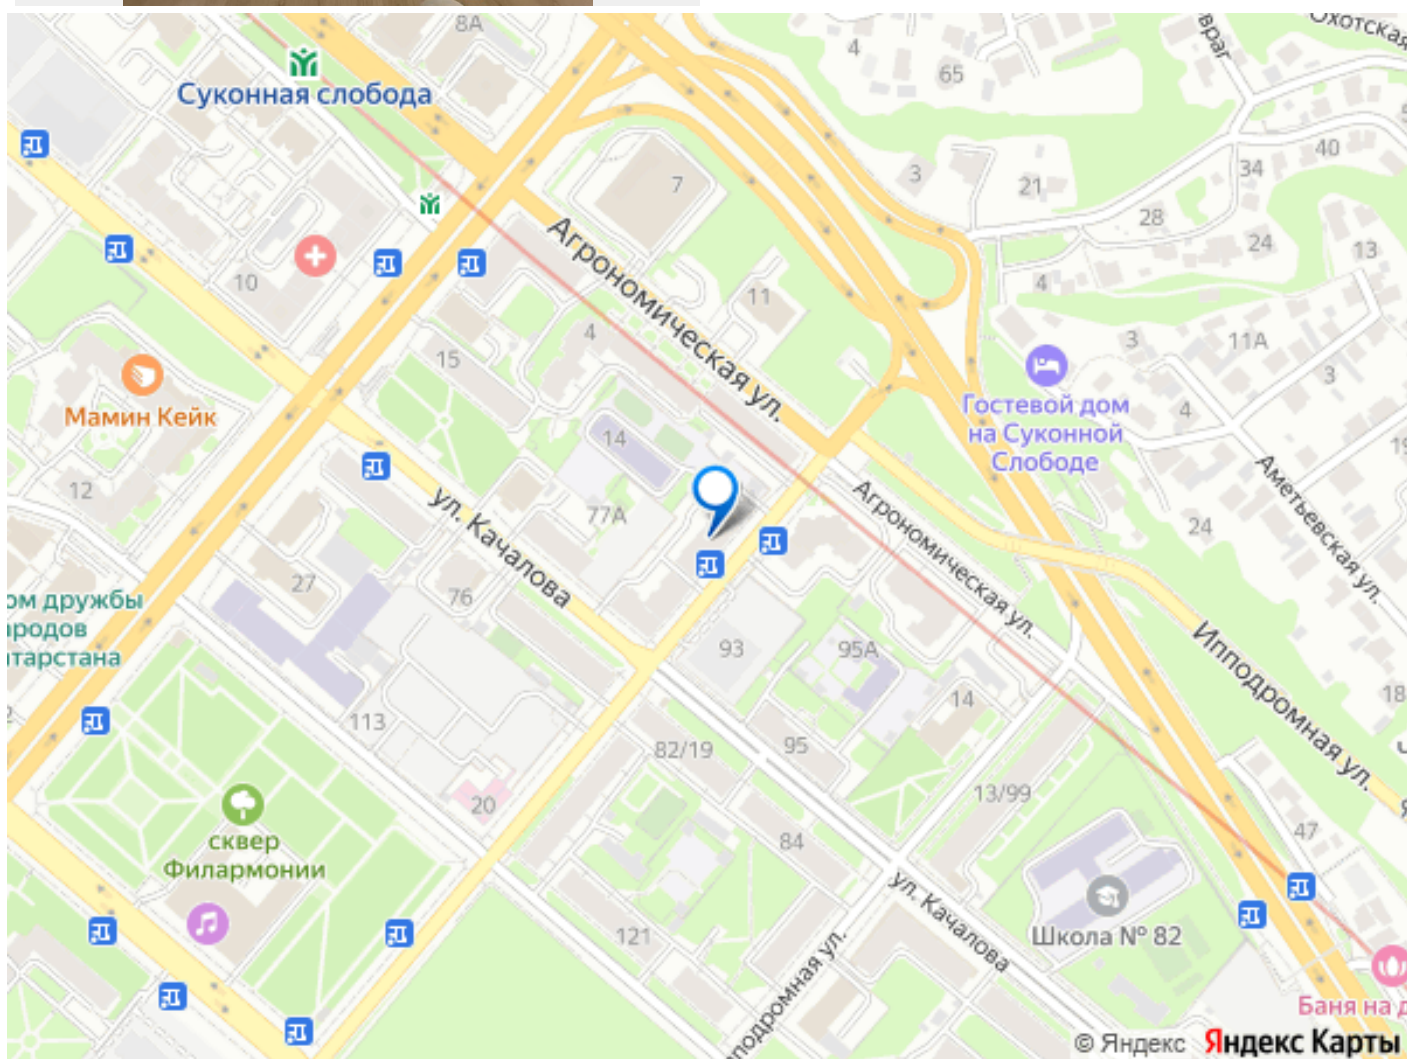 8А
Охотская
враг
4
65
Суконная слобода
40
34
3
21
7
28
24
13
Агрономическая ул.
10
4
11
4
3
11А
15
3
Мамин Кейк
Гостевой дом
на Суконной
Слободе
4
19
14
12
77А
ул. Качалова
Агрономическая ул.
24
Аметьевская ул.
27
76
ом дружбы
ародов
тарстана
93
95А
Ипподромная ул.
14
18
113
82/19
95
20
13/99
сквер
Филармонии
84
47
ул. Качалова
121
Школа № 82
подромная ул.
Баня на д
© Яндекс Яндекс Карты